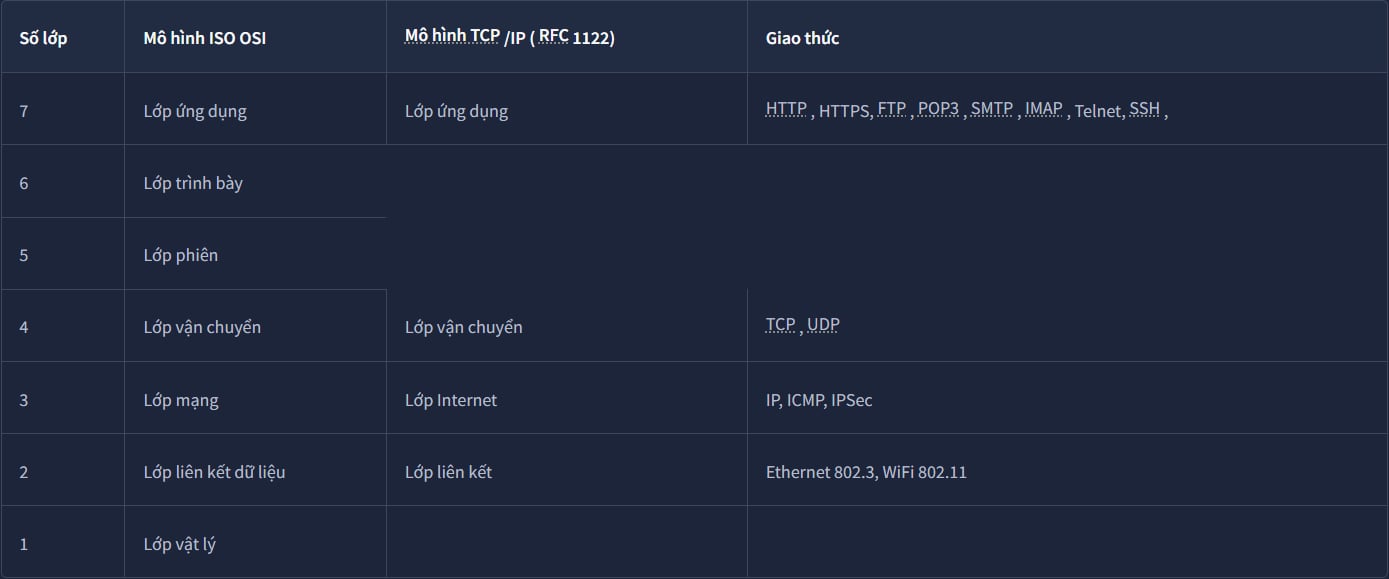 Số lớp Mô hình ISO OSI Mô hình TCP /IP ( RFC 1122) Giao thức
7 Lớp ứng dụng Lớp ứng dụng HTTP , HTTPS, FTP , POP3 , SMTP , IMAP , Telnet, SSH ,
6 Lớp trình bày
5 Lớp phiên
4 Lớp vận chuyển Lớp vận chuyển TCP , UDP
3 Lớp mạng Lớp Internet IP, ICMP, IPSec
2 Lớp liên kết dữ liệu Lớp liên kết Ethernet 802.3, WiFi 802.11
1 Lớp vật lý